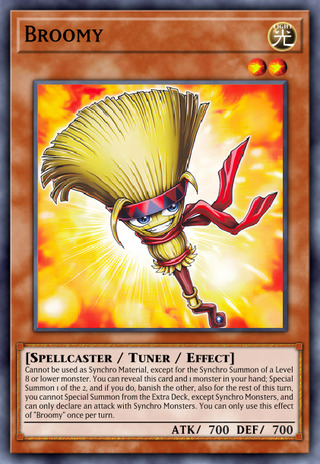 Broomy
LIGHT
光
[Spellcaster / Tuner / Effect]
Cannot be used as Synchro Material, except for the Synchro Summon of a Level
8 or lower monster. You can reveal this card and 1 monster in your hand; Special
Summon 1 of the 2, and if you do, banish the other, also for the rest of this turn,
you cannot Special Summon from the Extra Deck, except Synchro Monsters, and
can only declare an attack with Synchro Monsters. You can only use this effect
of "Broomy" once per turn.
ATK/ 700 DEF/ 700